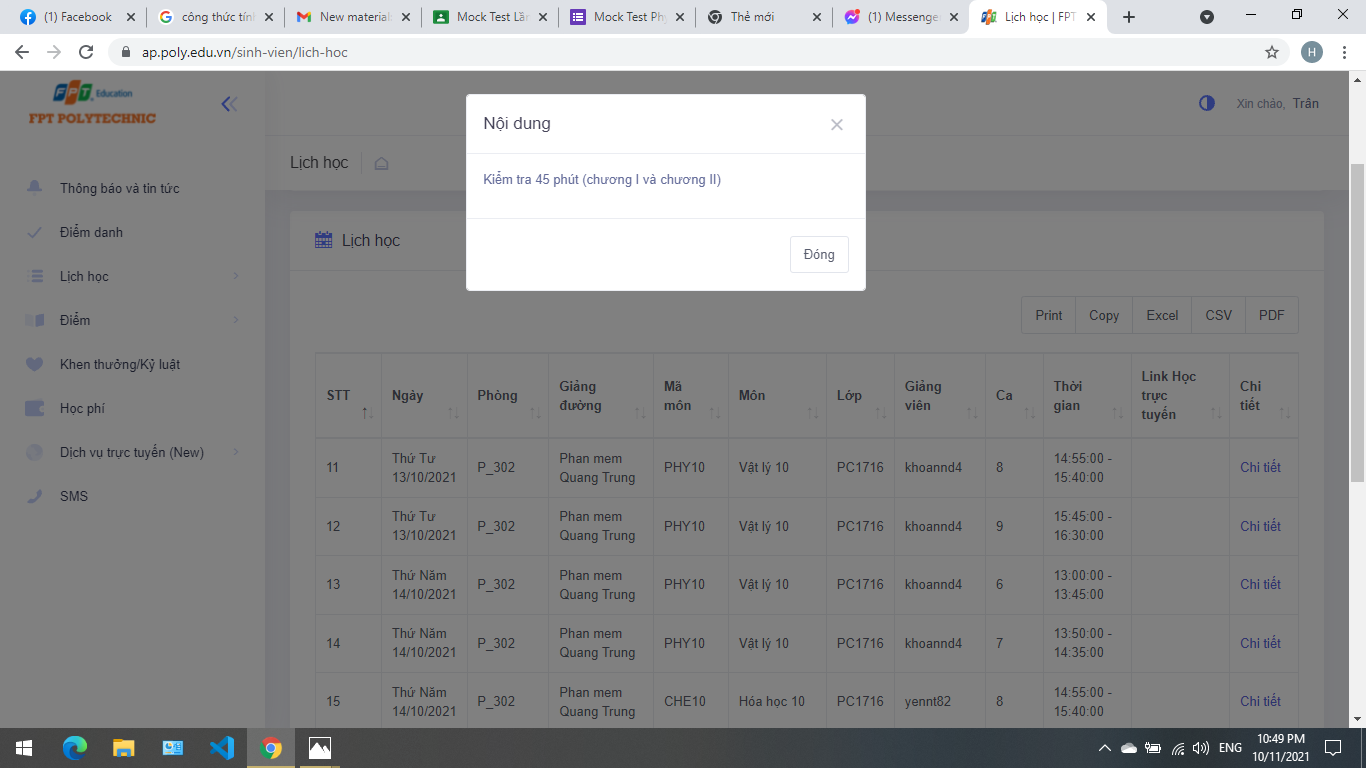 (1) Facebook
công thức tín
New material
Mock Test Lần
Mock Test Phy
Thẻ mới
(1) Messenge
Lịch học | FPT
ap.poly.edu.vn/sinh-vien/lich-hoc
H
FPT Education
FPT POLYTECHNIC
Xin chào, Trân
Nội dung
Kiểm tra 45 phút (chương I và chương II)
Đóng
Lịch học
Thông báo và tin tức
Điểm danh
Lịch học
Điểm
Khen thưởng/Kỷ luật
Học phí
Dịch vụ trực tuyến (New)
SMS
Lịch học
Print Copy Excel CSV PDF
STT Ngày Phòng Giảng đường Mã môn Môn Lớp Giảng viên Ca Thời gian Link Học trực tuyến Chi tiết
11 Thứ Tư 13/10/2021 P_302 Phan mem Quang Trung PHY10 Vật lý 10 PC1716 khoannd4 8 14:55:00 - 15:40:00 Chi tiết
12 Thứ Tư 13/10/2021 P_302 Phan mem Quang Trung PHY10 Vật lý 10 PC1716 khoannd4 9 15:45:00 - 16:30:00 Chi tiết
13 Thứ Năm 14/10/2021 P_302 Phan mem Quang Trung PHY10 Vật lý 10 PC1716 khoannd4 6 13:00:00 - 13:45:00 Chi tiết
14 Thứ Năm 14/10/2021 P_302 Phan mem Quang Trung PHY10 Vật lý 10 PC1716 khoannd4 7 13:50:00 - 14:35:00 Chi tiết
15 Thứ Năm 14/10/2021 P_302 Phan mem Quang Trung CHE10 Hóa học 10 PC1716 yennt82 8 14:55:00 - 15:40:00 Chi tiết
ENG
10:49 PM
10/11/2021